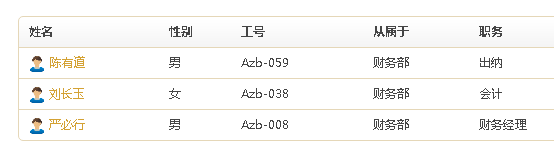 姓名 性别 工号 从属于 职务
陈有道 男 Azb-059 财务部 出纳
刘长玉 女 Azb-038 财务部 会计
严必行 男 Azb-008 财务部 财务经理